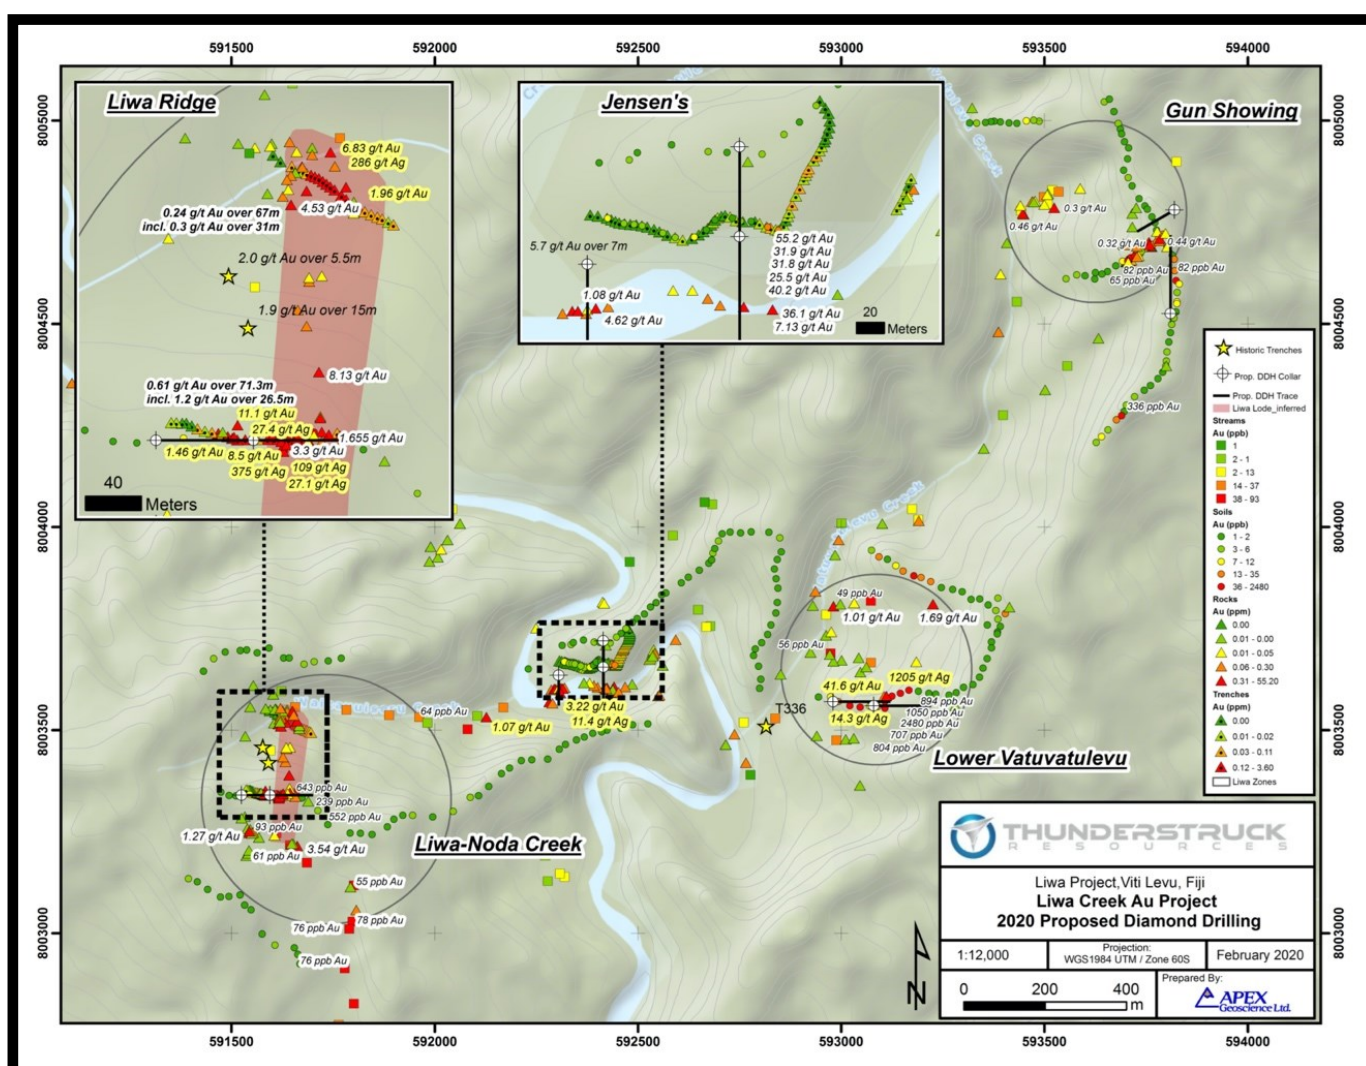 591500 592000 592500 593000 593500 594000
8005000
8004500
8004000
8003500
8003000
Liwa Ridge
6.83 g/t Au
286 g/t Ag
1.96 g/t Au
4.53 g/t Au
0.24 g/t Au over 67m
incl. 0.3 g/t Au over 31m
2.0 g/t Au over 5.5m
1.9 g/t Au over 15m
8.13 g/t Au
0.61 g/t Au over 71.3m
incl. 1.2 g/t Au over 26.5m
11.1 g/t Au
27.4 g/t Ag
1.655 g/t Au
1.46 g/t Au
8.5 g/t Au
3.3 g/t Au
375 g/t Ag
109 g/t Ag
27.1 g/t Ag
40
Meters
Jensen's
5.7 g/t Au over 7m
55.2 g/t Au
31.9 g/t Au
31.8 g/t Au
25.5 g/t Au
40.2 g/t Au
1.08 g/t Au
4.62 g/t Au
36.1 g/t Au
7.13 g/t Au
20
Meters
Gun Showing
0.3 g/t Au
0.46 g/t Au
0.32 g/t Au
0.44 g/t Au
82 ppb Au
82 ppb Au
65 ppb Au
336 ppb Au
Creek
Creek
49 ppb Au
1.01 g/t Au
1.69 g/t Au
56 ppb Au
1205 g/t Ag
41.6 g/t Au
14.3 g/t Ag
894 ppb Au
1050 ppb Au
2480 ppb Au
707 ppb Au
804 ppb Au
Lower Vatuvatulevu
T336
3.22 g/t Au
11.4 g/t Ag
64 ppb Au
1.07 g/t Au
643 ppb Au
239 ppb Au
552 ppb Au
93 ppb Au
1.27 g/t Au
3.54 g/t Au
61 ppb Au
Liwa-Noda Creek
55 ppb Au
78 ppb Au
76 ppb Au
76 ppb Au
Historic Trenches
Prop. DDH Collar
Prop. DDH Trace
Liwa Lode_inferred
Streams
Au (ppb)
1
2 - 1
2 - 13
14 - 37
38 - 93
Soils
Au (ppb)
1 - 2
3 - 6
7 - 12
13 - 35
36 - 2480
Rocks
Au (ppm)
0.00
0.01 - 0.00
0.01 - 0.05
0.06 - 0.30
0.31 - 55.20
Trenches
Au (ppm)
0.00
0.01 - 0.02
0.03 - 0.11
0.12 - 3.60
Liwa Zones
THUNDERSTRUCK
RESOURCES
Liwa Project,Viti Levu, Fiji
Liwa Creek Au Project
2020 Proposed Diamond Drilling
1:12,000
Projection:
WGS1984 UTM / Zone 60S
February 2020
0 200 400
m
Prepared By:
APEX
Geoscience Ltd.
N
8005000
8004500
8004000
8003500
8003000
591500 592000 592500 593000 593500 594000